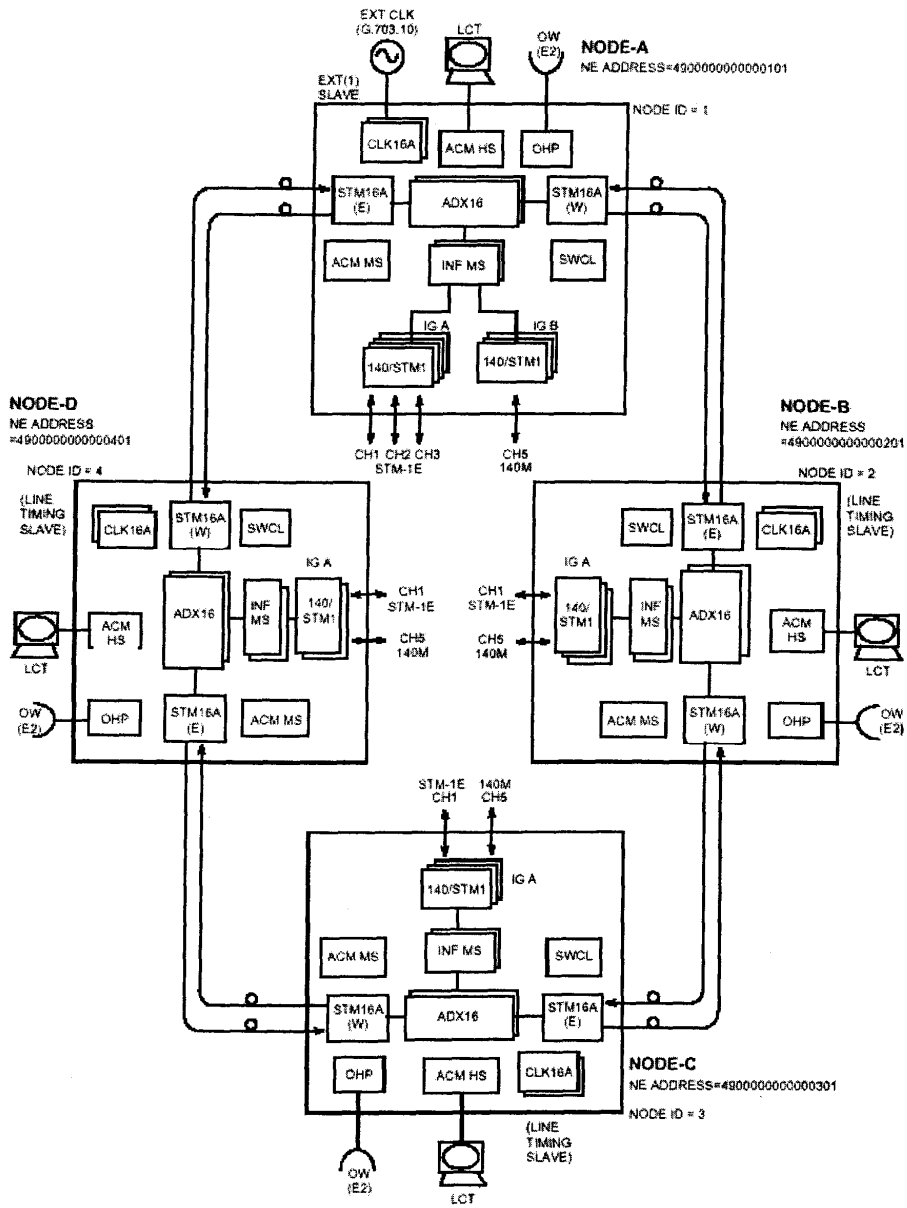 EXT CLK
(G.703.10)
LCT
OW
(E2)
NODE-A
NE ADDRESS=4900000000000101
EXT(1)
SLAVE
NODE ID = 1
CLK16A
ACM HS
OHP
STM16A
(E)
ADX16
STM16A
(W)
ACM MS
INF MS
SWCL
IG A
IG B
140/STM1
140/STM1
CH1 CH2 CH3
STM-1E
CH5
140M
NODE-D
NE ADDRESS
=4900000000000401
NODE ID = 4
(LINE
TIMING
SLAVE)
CLK16A
STM16A
(W)
SWCL
IG A
ADX16
INF
MS
140/
STM1
CH1
STM-1E
CH5
140M
ACM
HS
LCT
OW
(E2)
OHP
STM16A
(E)
ACM MS
NODE-B
NE ADDRESS
=4900000000000201
NODE ID = 2
(LINE
TIMING
SLAVE)
SWCL
STM16A
(E)
CLK16A
IG A
CH1
STM-1E
CH5
140M
140/
STM1
INF
MS
ADX16
ACM
HS
LCT
ACM MS
STM16A
(W)
OHP
OW
(E2)
STM-1E
CH1
140M
CH5
140/STM1
IG A
ACM MS
INF MS
SWCL
STM16A
(W)
ADX16
STM16A
(E)
OHP
ACM HS
CLK16A
NODE-C
NE ADDRESS=4900000000000301
NODE ID = 3
(LINE
TIMING
SLAVE)
OW
(E2)
LCT